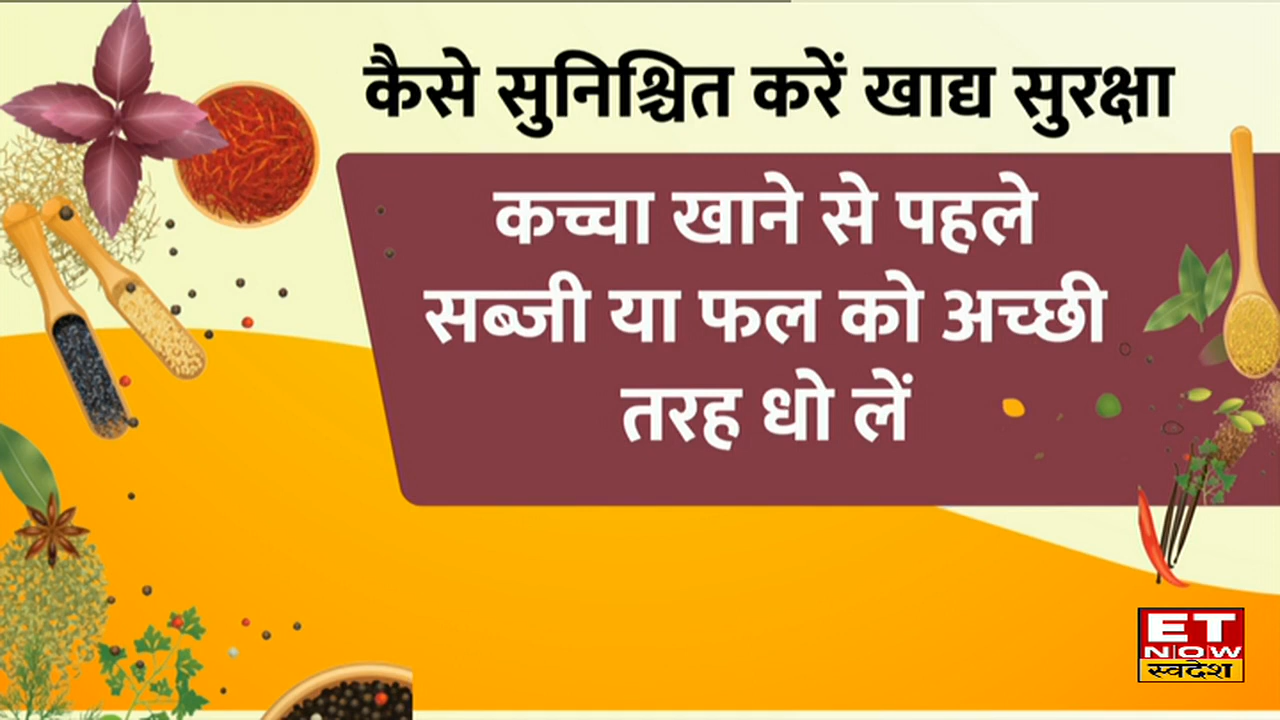 कैसे सुनिश्चित करें खाद्य सुरक्षा
कच्चा खाने से पहले
सब्जी या फल को अच्छी
तरह धो लें
ET
NOW
स्वदेश